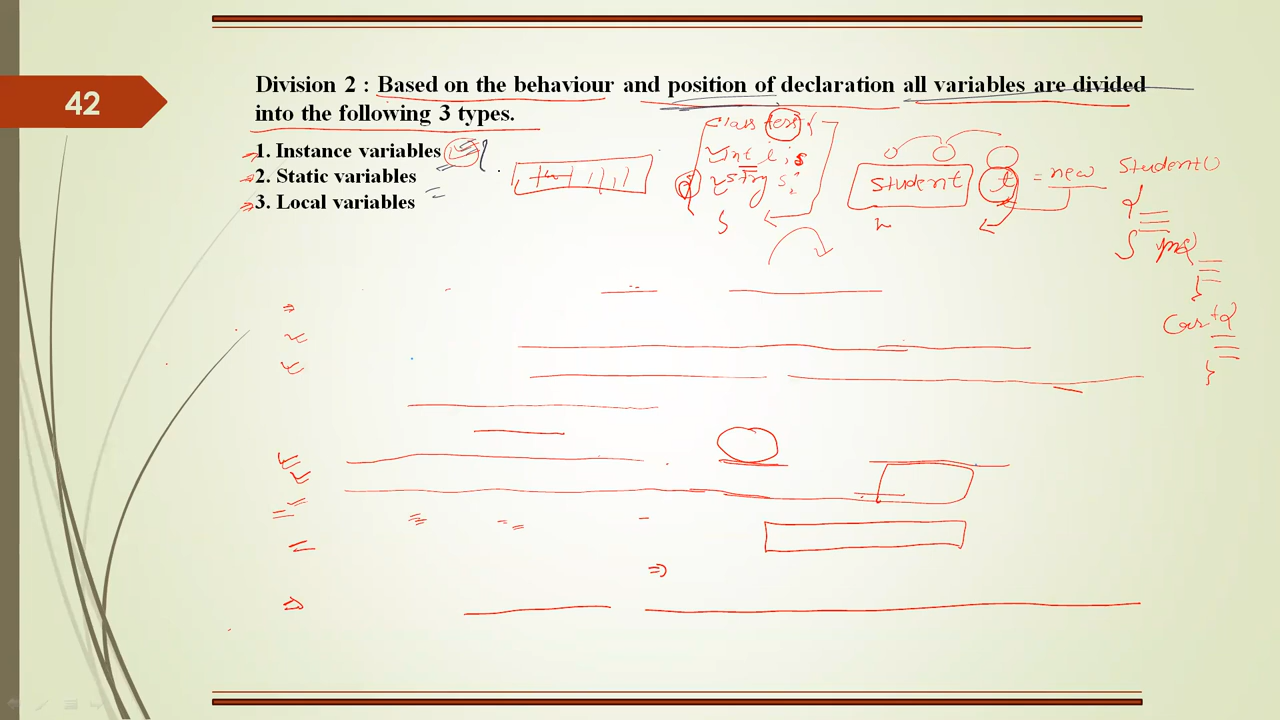 42
Division 2 : Based on the behaviour and position of declaration all variables are divided
into the following 3 types.
1. Instance variables
2. Static variables
3. Local variables
class test {
int i;
s;
student t = new student()